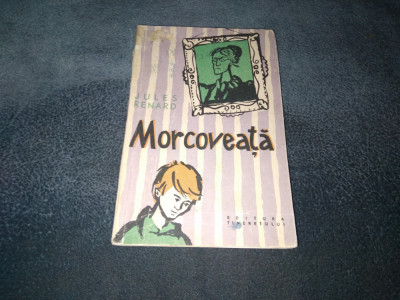 JULES
RENARD
Morcoveață
EDITURA
TINERETULUI